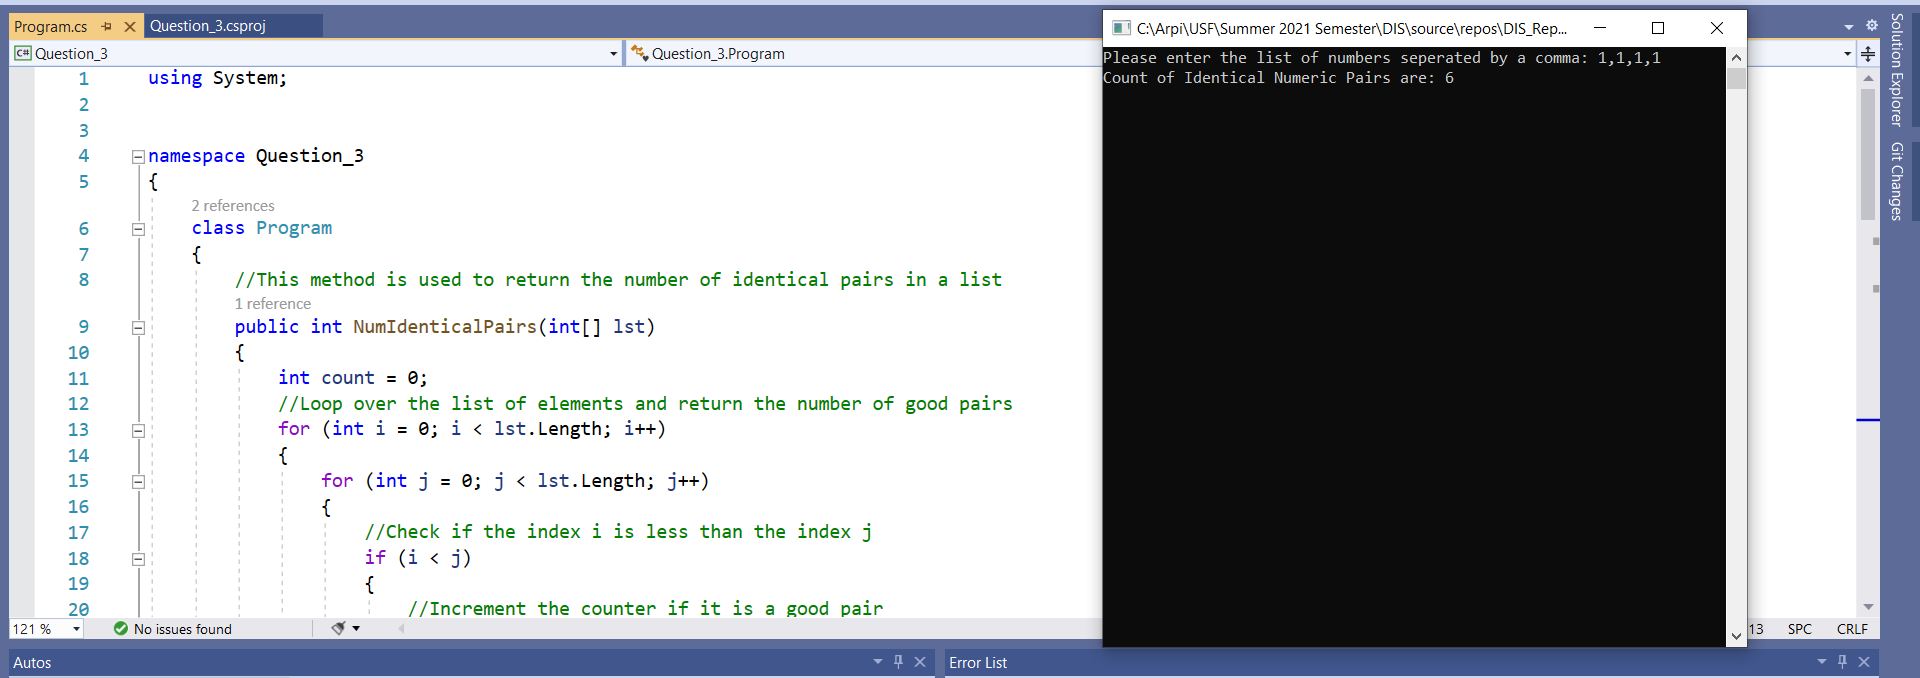 Program.cs
Question_3.csproj
C# Question_3
Question_3.Program
1 using System;
2
3
4 namespace Question_3
5 {
2 references
6 class Program
7 {
8 //This method is used to return the number of identical pairs in a list
1 reference
9 public int NumIdenticalPairs(int[] lst)
10 {
11 int count = 0;
12 //Loop over the list of elements and return the number of good pairs
13 for (int i = 0; i < lst.Length; i++)
14 {
15 for (int j = 0; j < lst.Length; j++)
16 {
17 //Check if the index i is less than the index j
18 if (i < j)
19 {
20 //Increment the counter if it is a good pair
121 %
No issues found
13 SPC CRLF
Autos
Error List
C:\Arpi\USF\Summer 2021 Semester\DIS\source\repos\DIS_Rep...
Please enter the list of numbers seperated by a comma: 1,1,1,1
Count of Identical Numeric Pairs are: 6
Solution Explorer
Git Changes